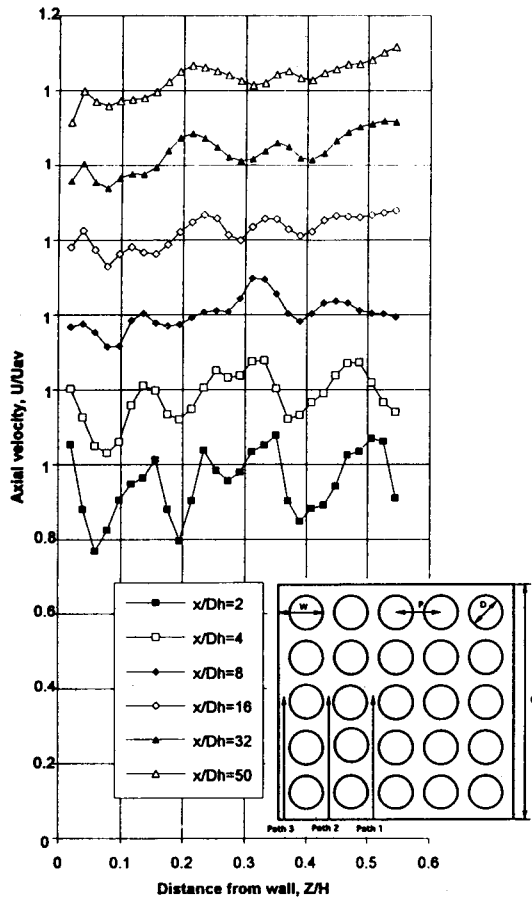 1.2
1
1
1
1
1
1
0.8
0.6
0.4
0.2
0
Axial velocity, U/Uav
x/Dh=2
x/Dh=4
x/Dh=8
x/Dh=16
x/Dh=32
x/Dh=50
W
P
D
Path 3
Path 2
Path 1
0
0.1
0.2
0.3
0.4
0.5
0.6
Distance from wall, Z/H